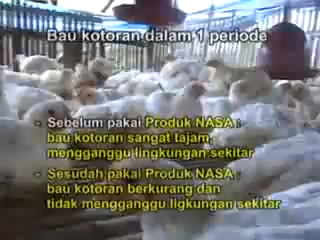 Bau kotoran dalam 1 periode
- Sebelum pakai Produk NASA :
bau kotoran sangat tajam,
mengganggu lingkungan sekitar
- Sesudah pakai Produk NASA :
bau kotoran berkurang dan
tidak mengganggu ligkungan sekitar